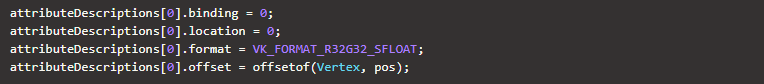 attributeDescriptions[0].binding = 0;
attributeDescriptions[0].location = 0;
attributeDescriptions[0].format = VK_FORMAT_R32G32_SFLOAT;
attributeDescriptions[0].offset = offsetof(Vertex, pos);